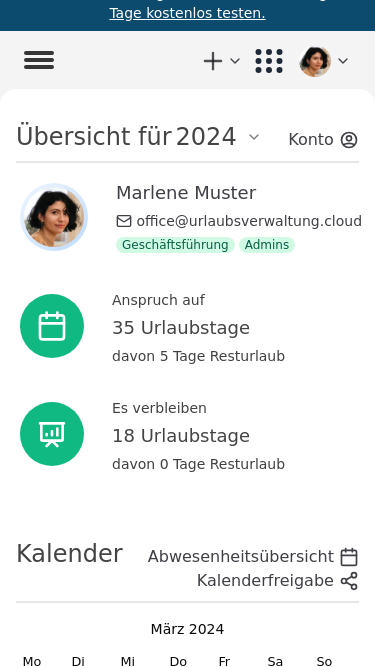 Tage kostenlos testen.
Übersicht für 2024
Konto
Marlene Muster
office@urlaubsverwaltung.cloud
Geschäftsführung Admins
Anspruch auf
35 Urlaubstage
davon 5 Tage Resturlaub
Es verbleiben
18 Urlaubstage
davon 0 Tage Resturlaub
Kalender
Abwesenheitsübersicht
Kalenderfreigabe
März 2024
Mo Di Mi Do Fr Sa So